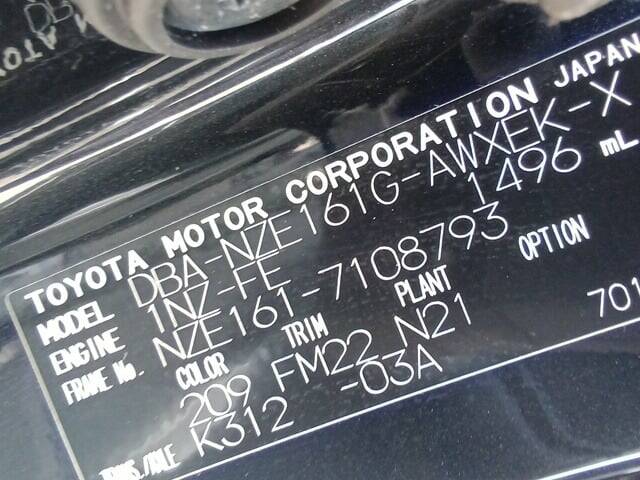 TOYOTA MOTOR CORPORATION JAPAN
MODEL DBA-NZE161G-AWXEK-X
ENGINE 1NZ-FE 1496 mL
FRAME No. NZE161-7108793
COLOR TRIM PLANT OPTION
209 FM22 N21 701
TRANS./AXLE K312 -03A